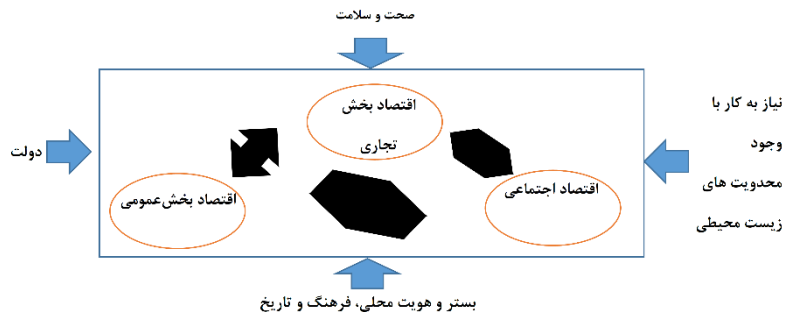 صحت و سلامت
اقتصاد بخش
تجاری
نیاز به کار با
وجود
محدویت های
زیست محیطی
دولت
اقتصاد اجتماعی
اقتصاد بخش‌عمومی
بستر و هویت محلی، فرهنگ و تاریخ